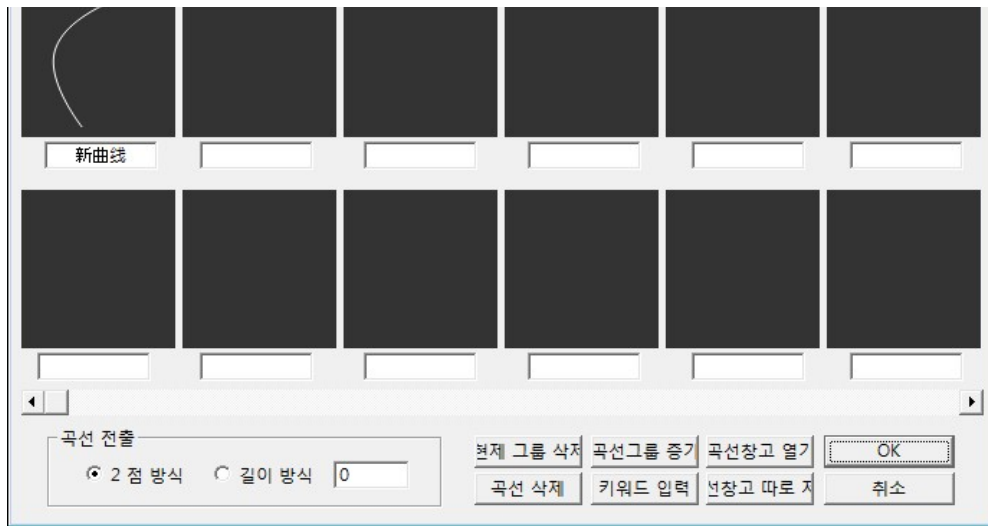 新曲线
곡선 전출
2 점 방식 길이 방식 0
현제 그룹 삭제 곡선그룹 증가 곡선창고 열기 OK
곡선 삭제 키워드 입력 선창고 따로 저 취소